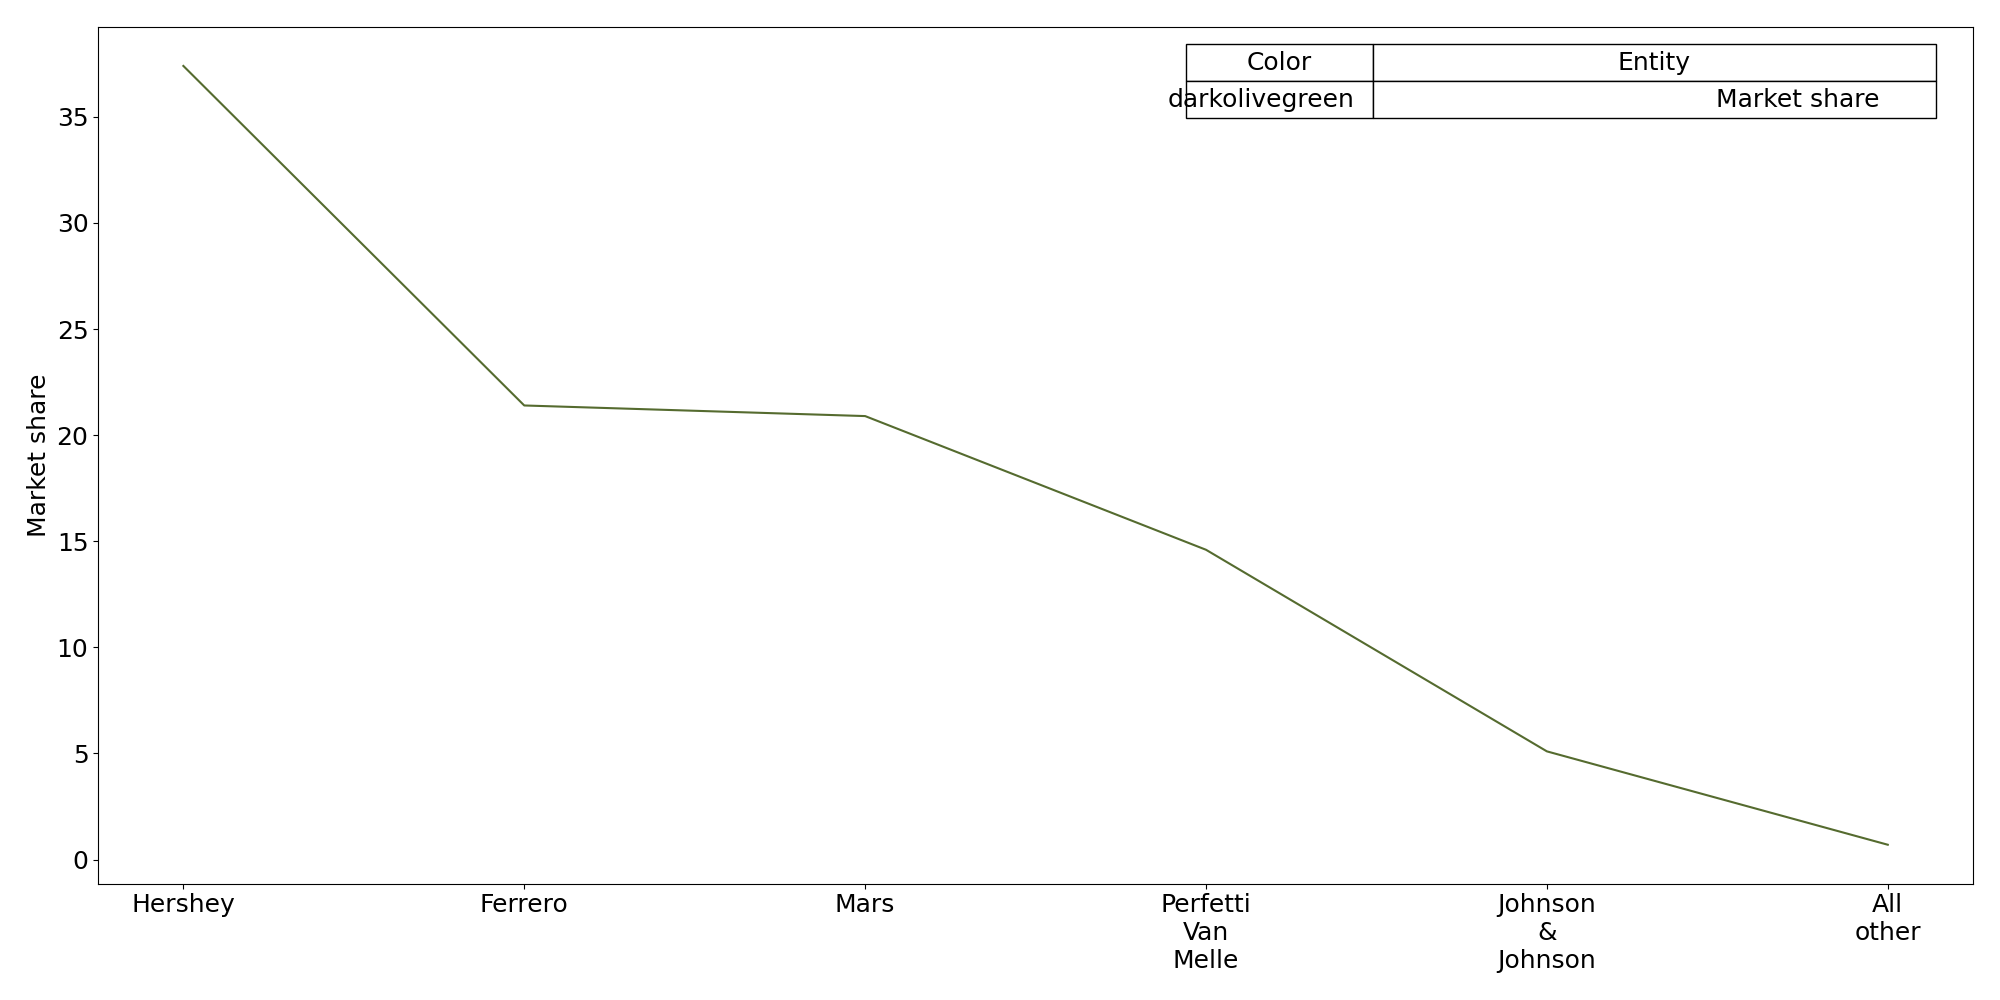 Color Entity
darkolivegreen Market share
35
30
25
20
15
10
5
0
Market share
Hershey Ferrero Mars Perfetti Van Melle Johnson & Johnson All other